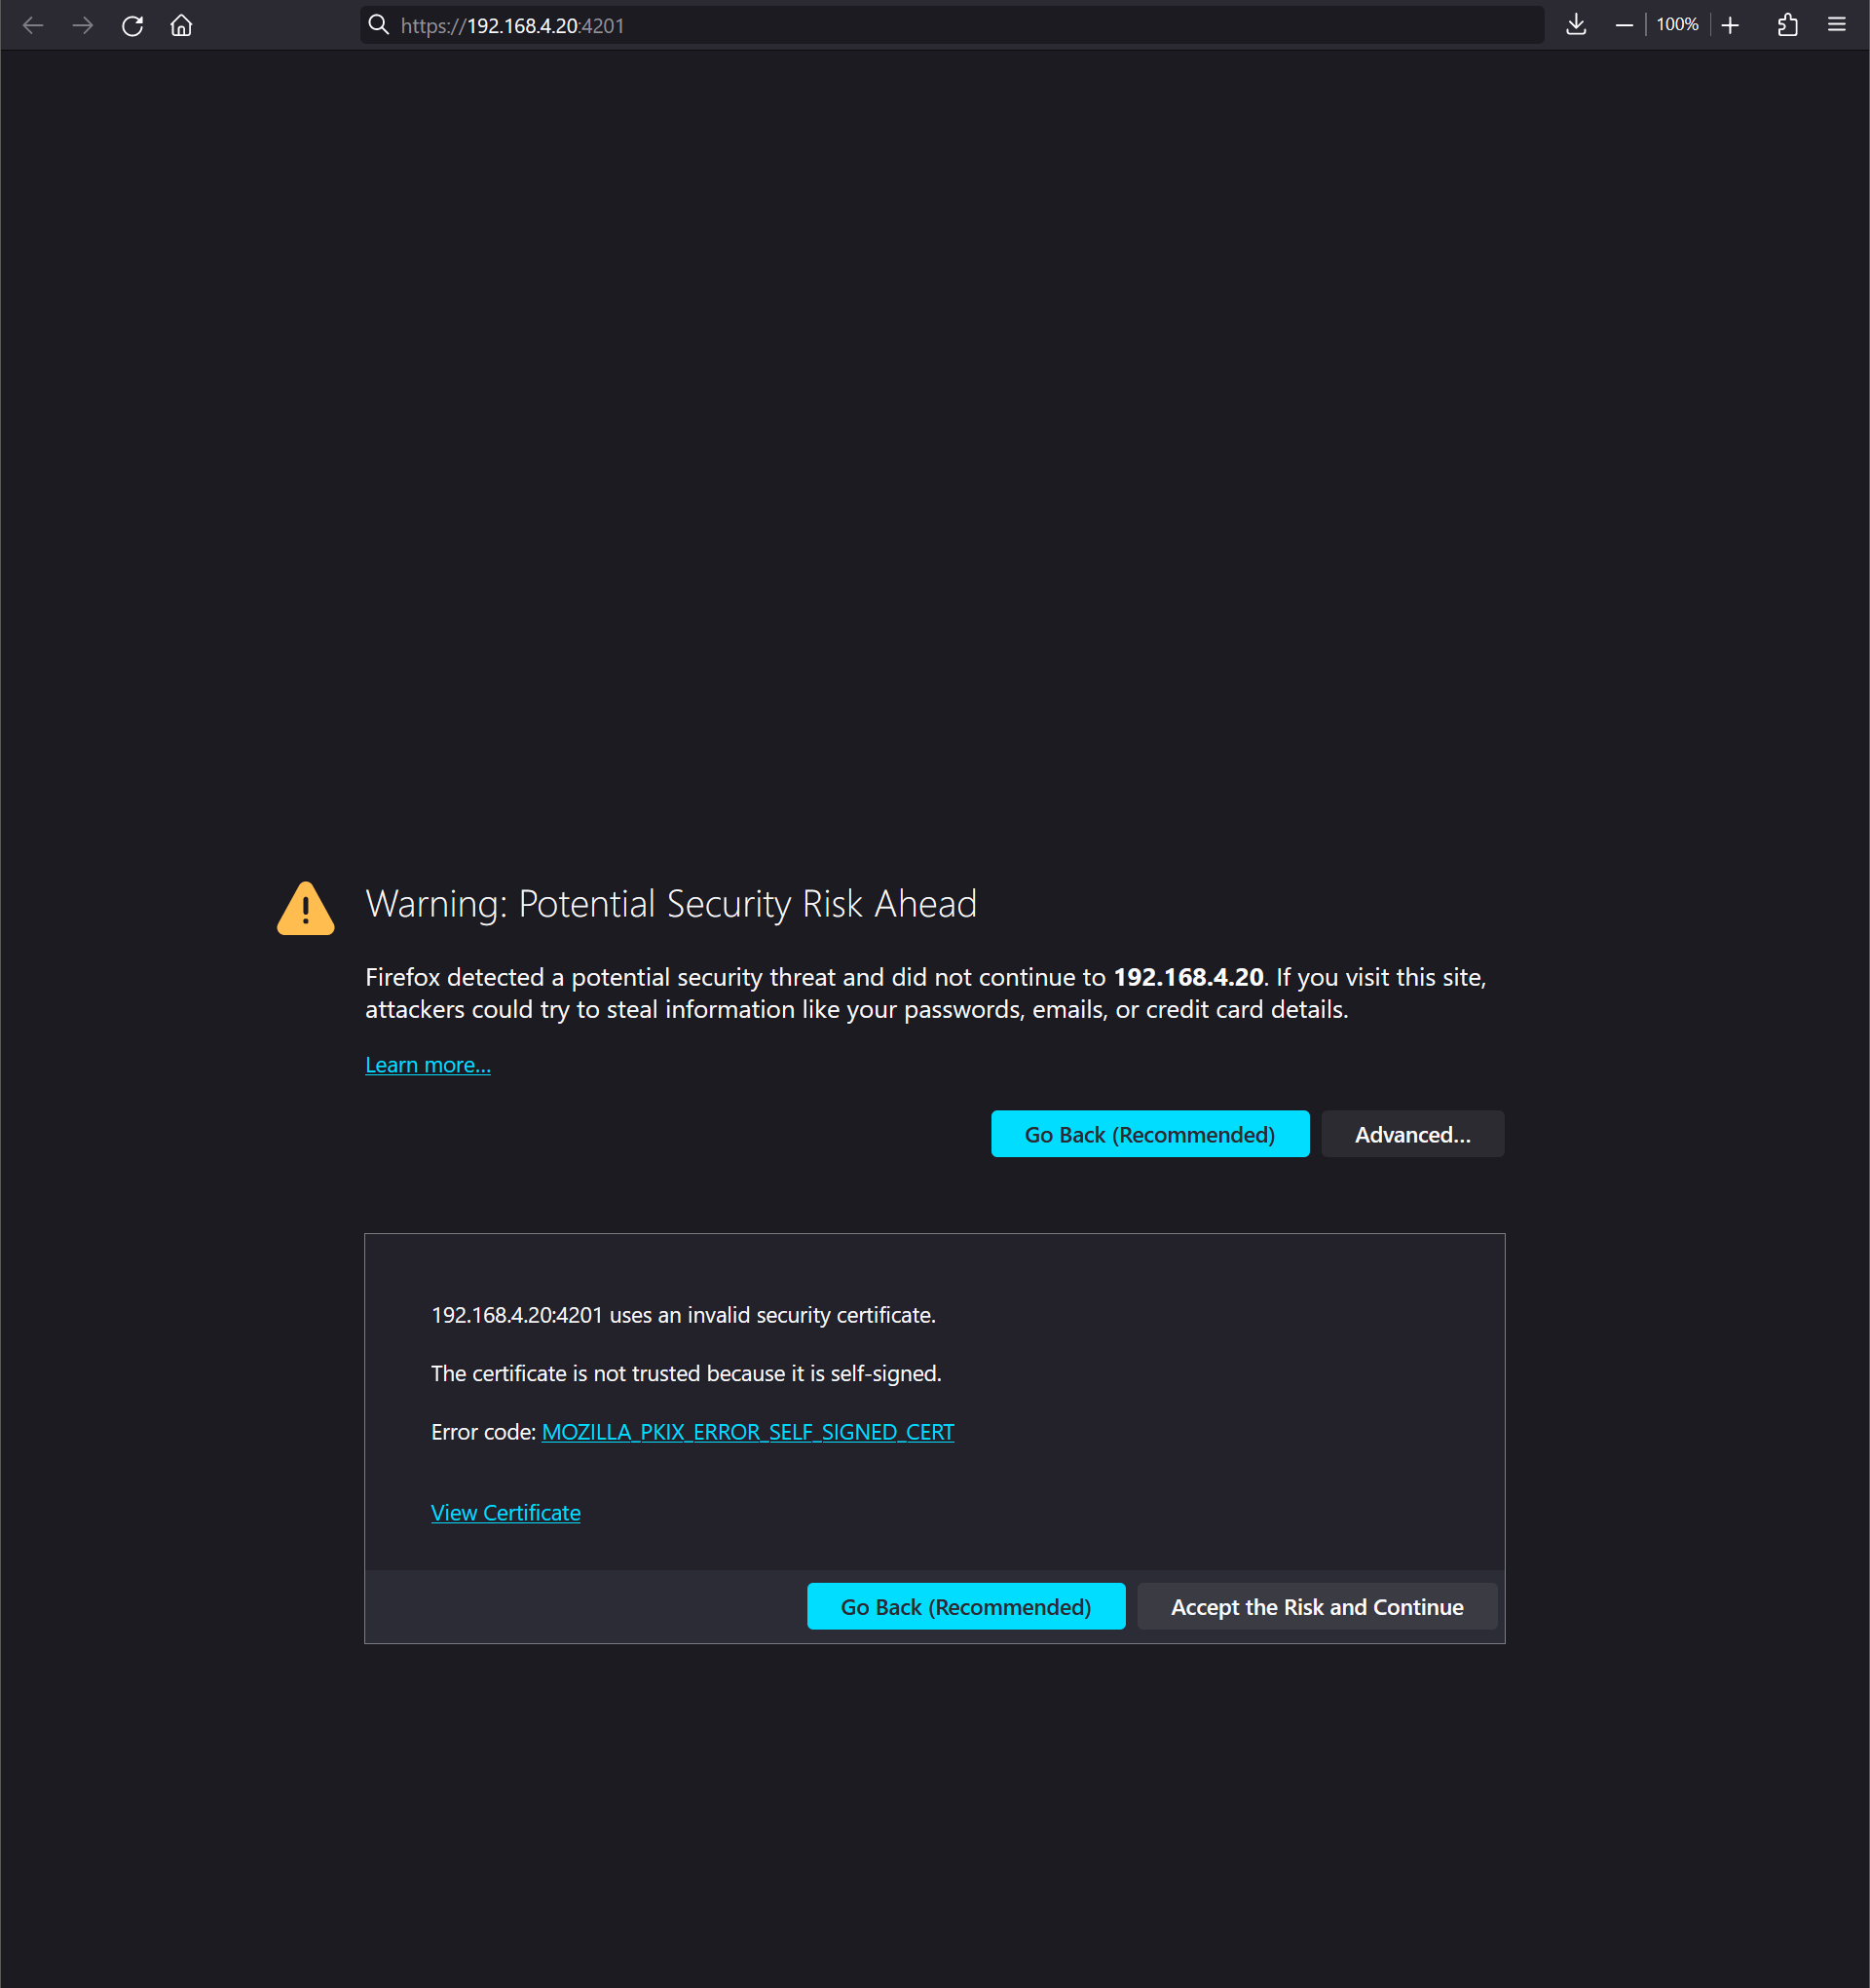 https://192.168.4.20:4201
100%
Warning: Potential Security Risk Ahead
Firefox detected a potential security threat and did not continue to 192.168.4.20. If you visit this site,
attackers could try to steal information like your passwords, emails, or credit card details.
Learn more…
Go Back (Recommended)
Advanced…
192.168.4.20:4201 uses an invalid security certificate.
The certificate is not trusted because it is self-signed.
Error code: MOZILLA_PKIX_ERROR_SELF_SIGNED_CERT
View Certificate
Go Back (Recommended)
Accept the Risk and Continue